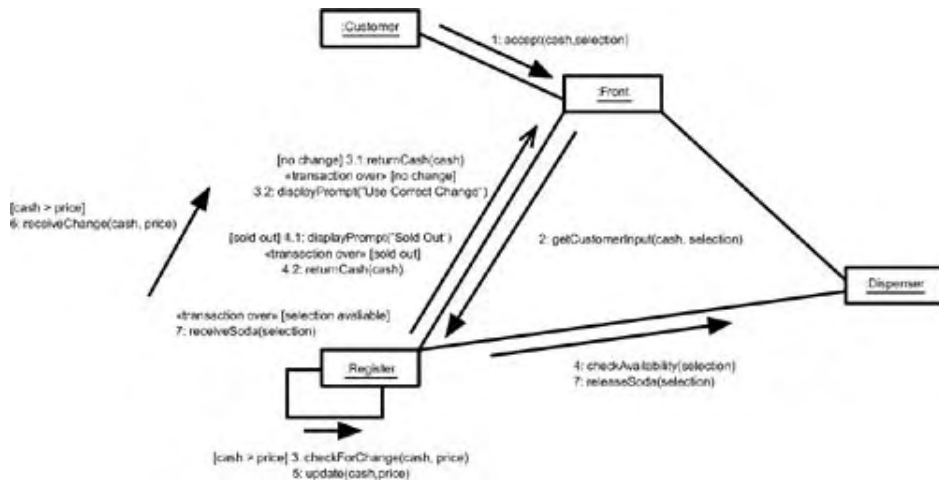 :Customer
1: accept(cash,selection)
:Front
[no change] 3.1 returnCash(cash)
«transaction over» [no change]
3.2: displayPrompt("Use Correct Change")
[cash > price]
6: receiveChange(cash, price)
[sold out] 4.1: displayPrompt("Sold Out")
«transaction over» [sold out]
4.2: returnCash(cash)
2: getCustomerInput(cash, selection)
:Dispenser
«transaction over» [selection avaliable]
7: receiveSoda(selection)
:Register
4: checkAvailability(selection)
7: releaseSoda(selection)
[cash > price] 3. checkForChange(cash, price)
5: update(cash,price)